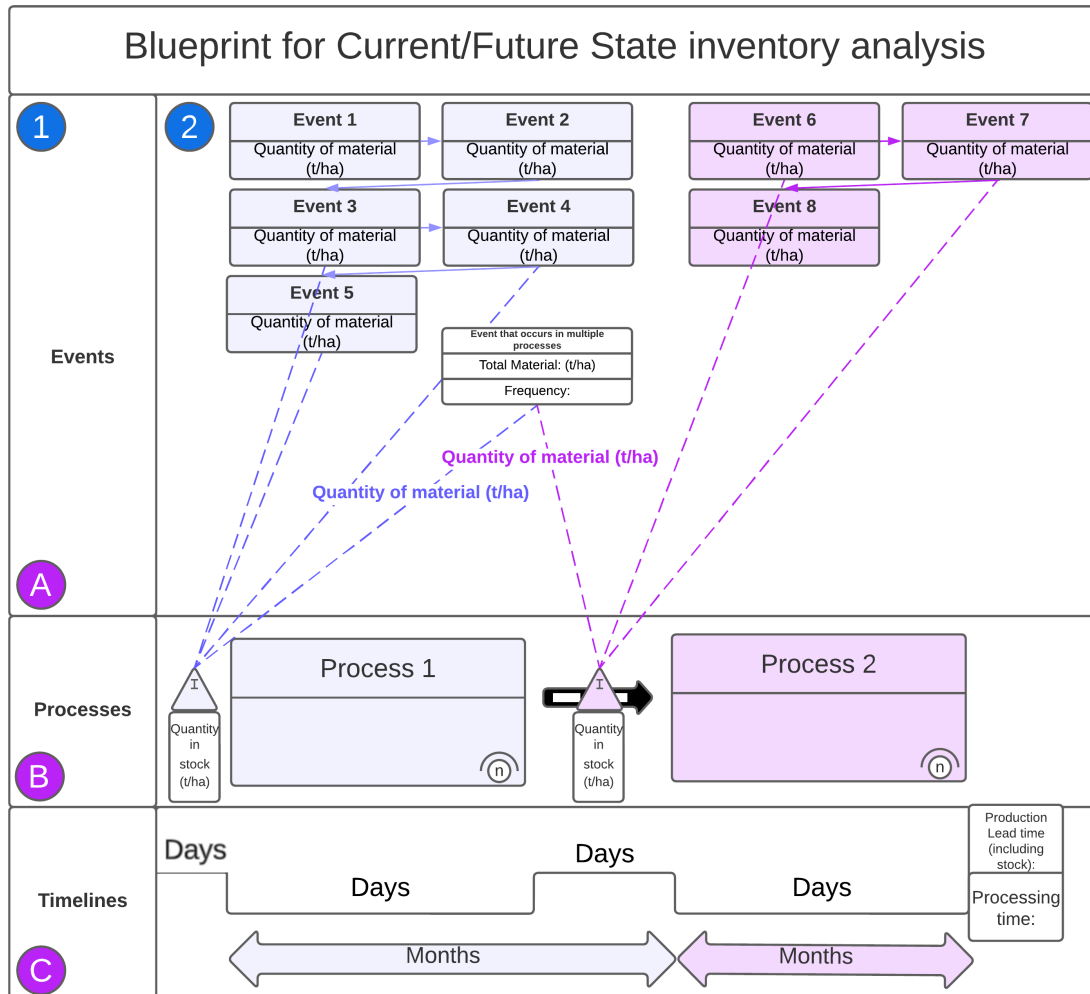 Blueprint for Current/Future State inventory analysis
1
2
Event 1
Quantity of material
(t/ha)
Event 2
Quantity of material
(t/ha)
Event 6
Quantity of material
(t/ha)
Event 7
Quantity of material
(t/ha)
Event 3
Quantity of material
(t/ha)
Event 4
Quantity of material
(t/ha)
Event 8
Quantity of material
(t/ha)
Event 5
Quantity of material
(t/ha)
Event that occurs in multiple
processes
Total Material: (t/ha)
Frequency:
Events
Quantity of material (t/ha)
Quantity of material (t/ha)
A
Processes
B
I
Quantity
in
stock
(t/ha)
Process 1
n
I
Quantity
in
stock
(t/ha)
Process 2
n
Timelines
C
Days
Days
Days
Days
Production
Lead time
(including
stock):
Processing
time:
Months
Months